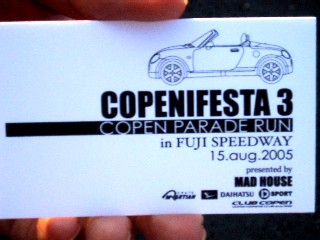 COPENIFESTA 3
COPEN PARADE RUN
in FUJI SPEEDWAY
15.aug.2005
presented by
MAD HOUSE
DAIHATSU D SPORT
CLUB COPEN